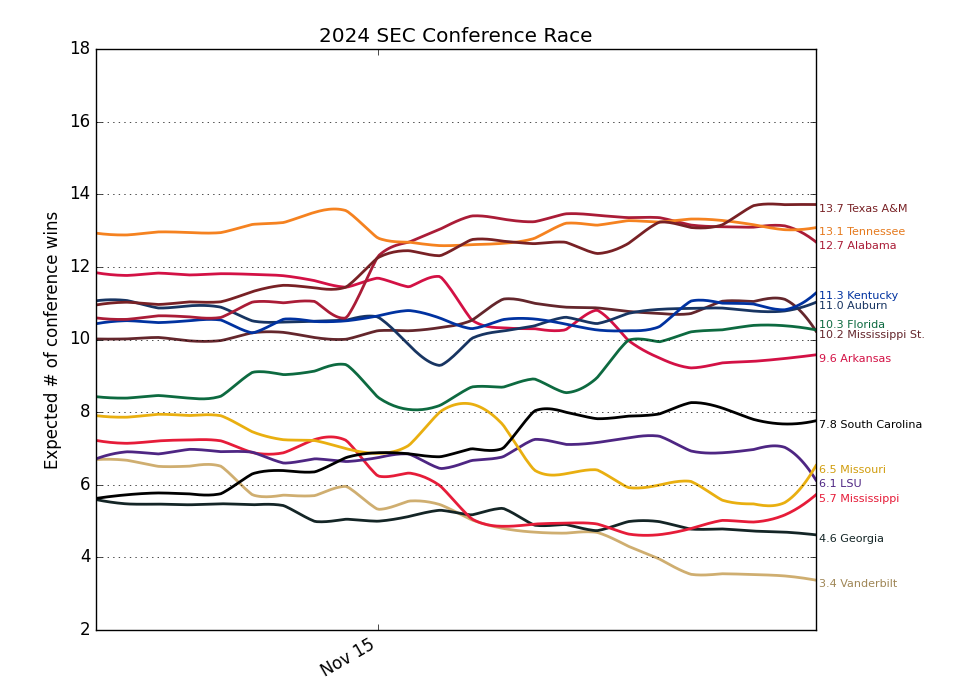 2024 SEC Conference Race
Expected # of conference wins
18
16
14
12
10
8
6
4
2
Nov 15
13.7 Texas A&M
13.1 Tennessee
12.7 Alabama
11.3 Kentucky
11.0 Auburn
10.3 Florida
10.2 Mississippi St.
9.6 Arkansas
7.8 South Carolina
6.5 Missouri
6.1 LSU
5.7 Mississippi
4.6 Georgia
3.4 Vanderbilt